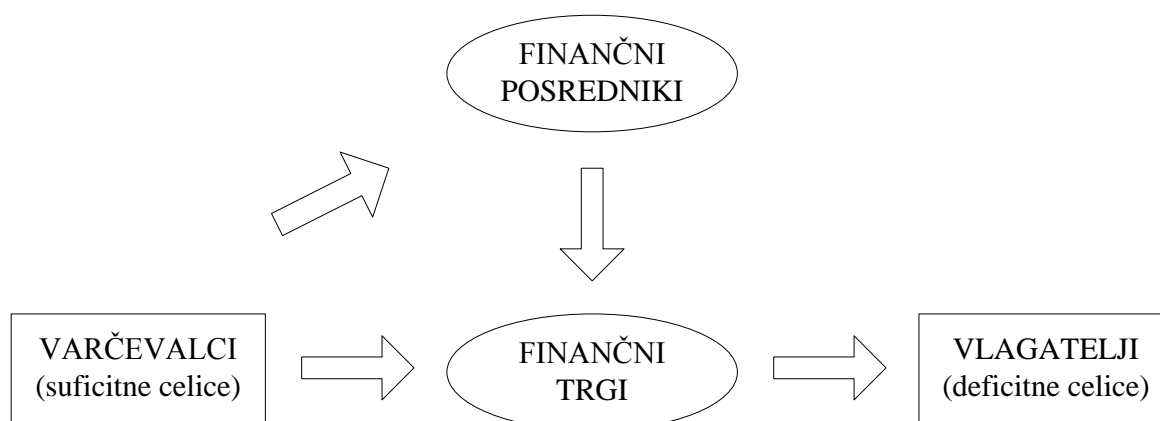 FINANČNI
POSREDNIKI
VARČEVALCI
(suficitne celice)
FINANČNI
TRGI
VLAGATELJI
(deficitne celice)